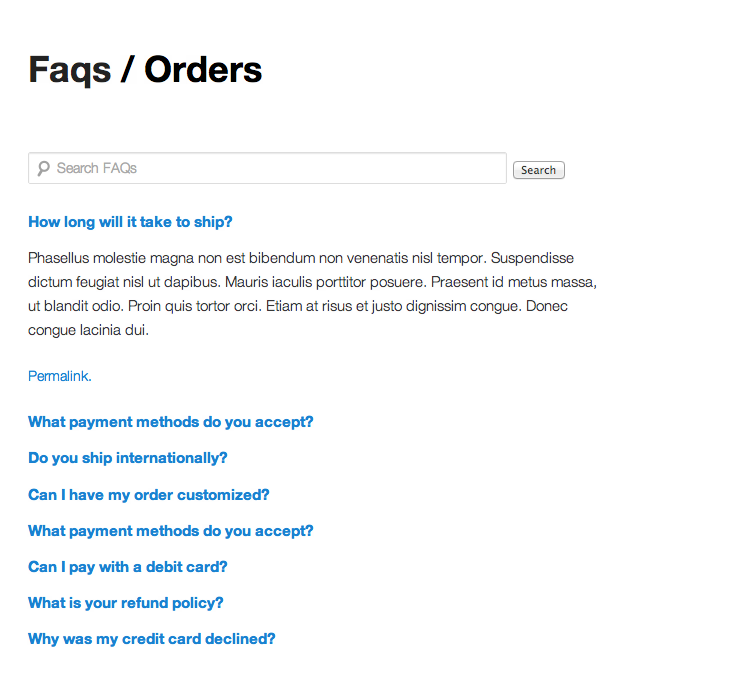 Faqs / Orders
Search FAQs
Search
How long will it take to ship?
Phasellus molestie magna non est bibendum non venenatis nisl tempor. Suspendisse
dictum feugiat nisl ut dapibus. Mauris iaculis porttitor posuere. Praesent id metus massa,
ut blandit odio. Proin quis tortor orci. Etiam at risus et justo dignissim congue. Donec
congue lacinia dui.
Permalink.
What payment methods do you accept?
Do you ship internationally?
Can I have my order customized?
What payment methods do you accept?
Can I pay with a debit card?
What is your refund policy?
Why was my credit card declined?